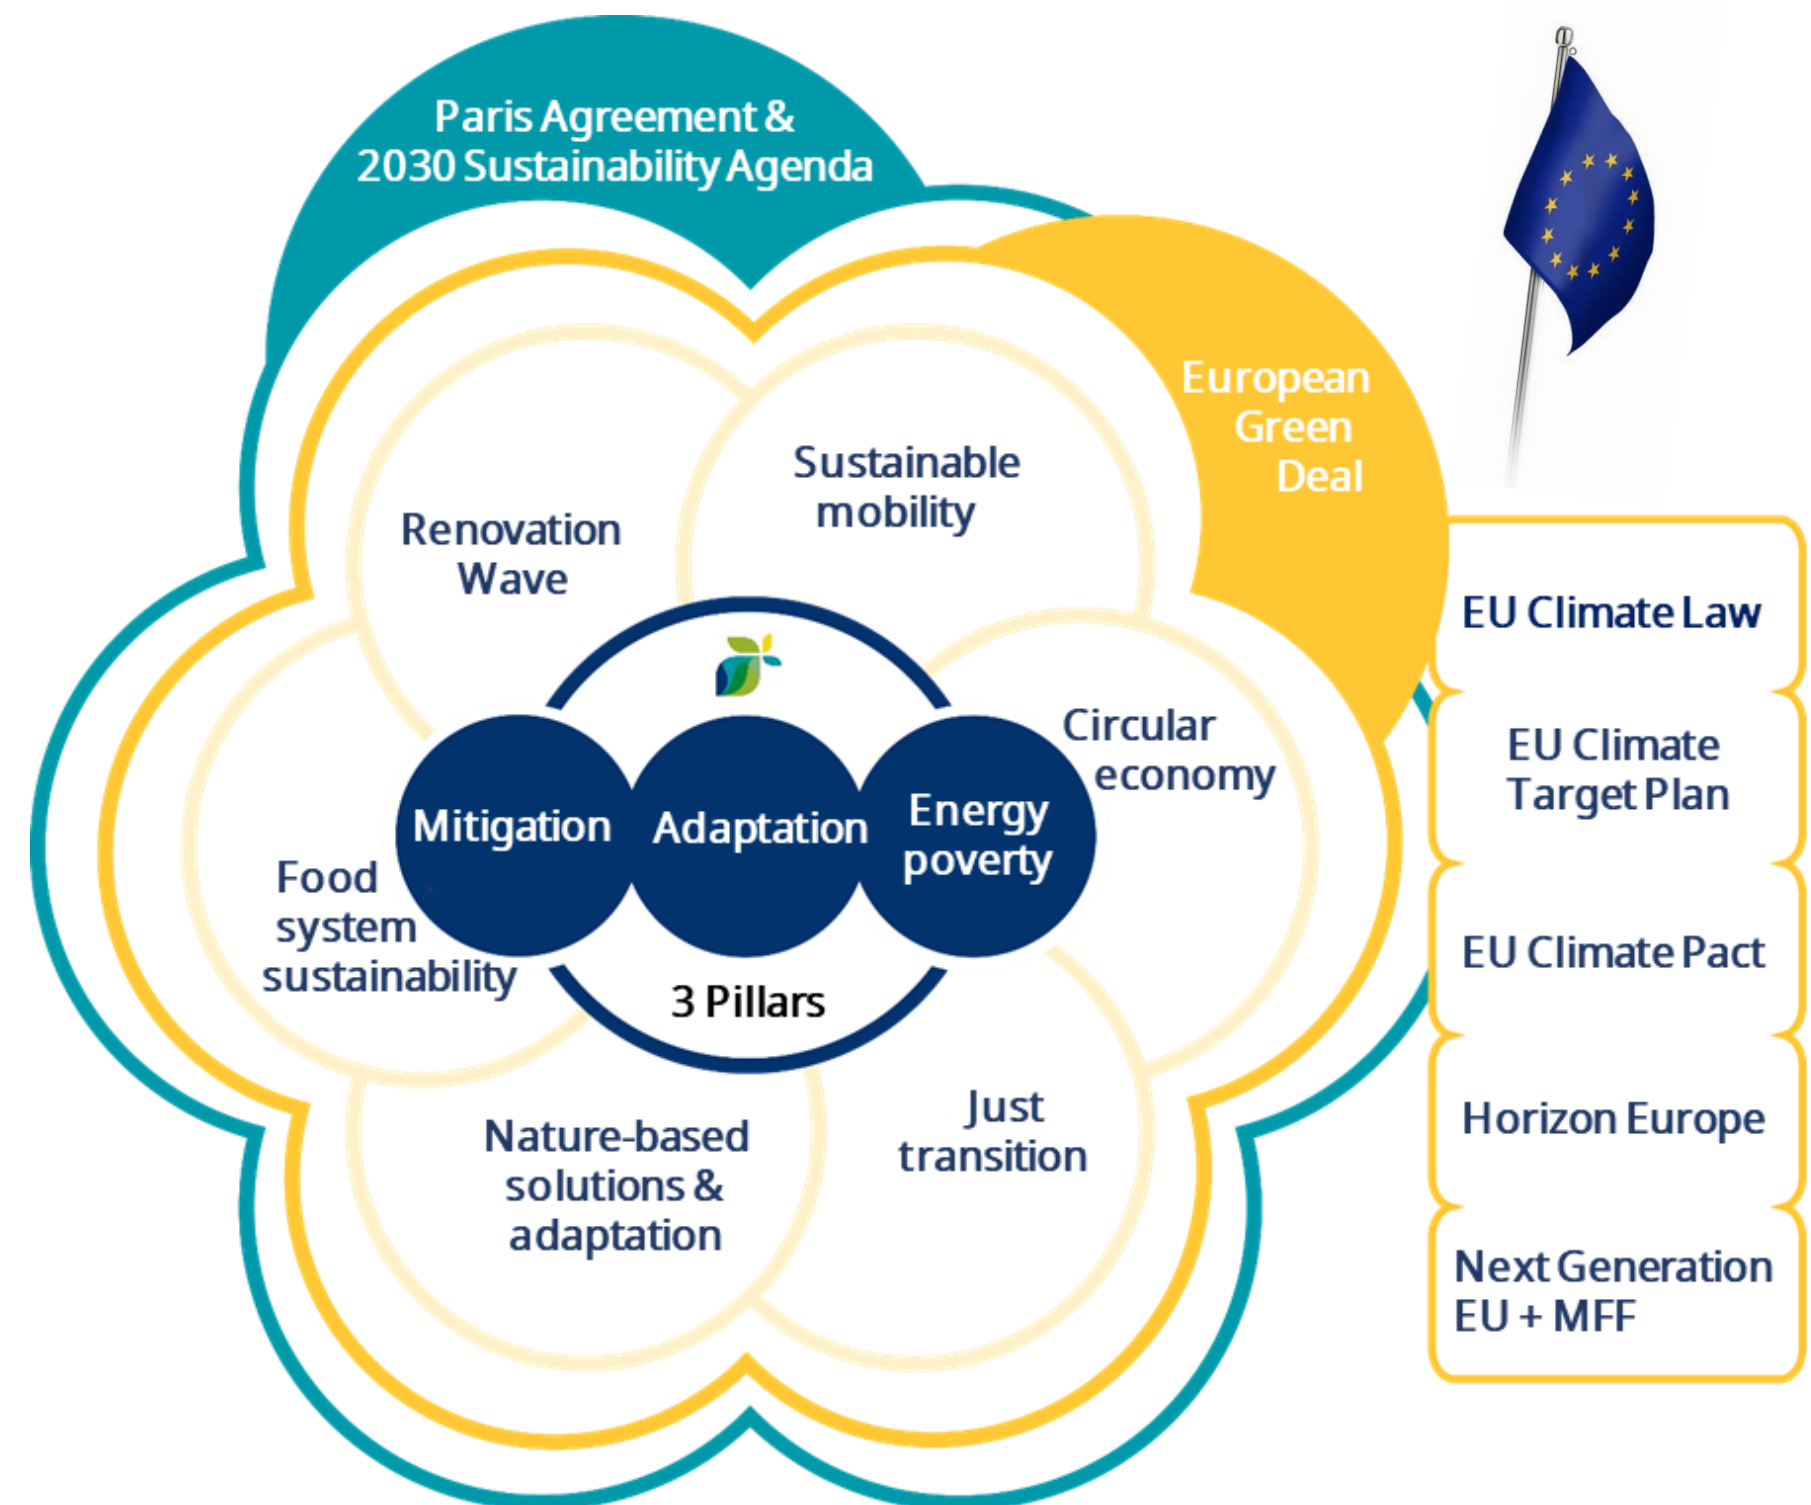 Paris Agreement &
2030 Sustainability Agenda
European
Green
Deal
Sustainable
mobility
Renovation
Wave
Circular
economy
Mitigation
Adaptation
Energy
poverty
Food
system
sustainability
3 Pillars
Nature-based
solutions &
adaptation
Just
transition
EU Climate Law
EU Climate
Target Plan
EU Climate Pact
Horizon Europe
Next Generation
EU + MFF